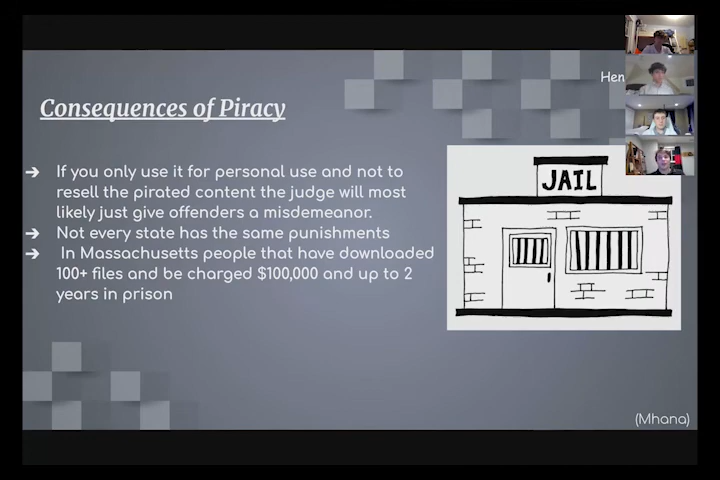 Hen
Consequences of Piracy
➔ If you only use it for personal use and not to
resell the pirated content the judge will most
likely just give offenders a misdemeanor.
➔ Not every state has the same punishments
➔ In Massachusetts people that have downloaded
100+ files and be charged $100,000 and up to 2
years in prison
JAIL
(Mhana)